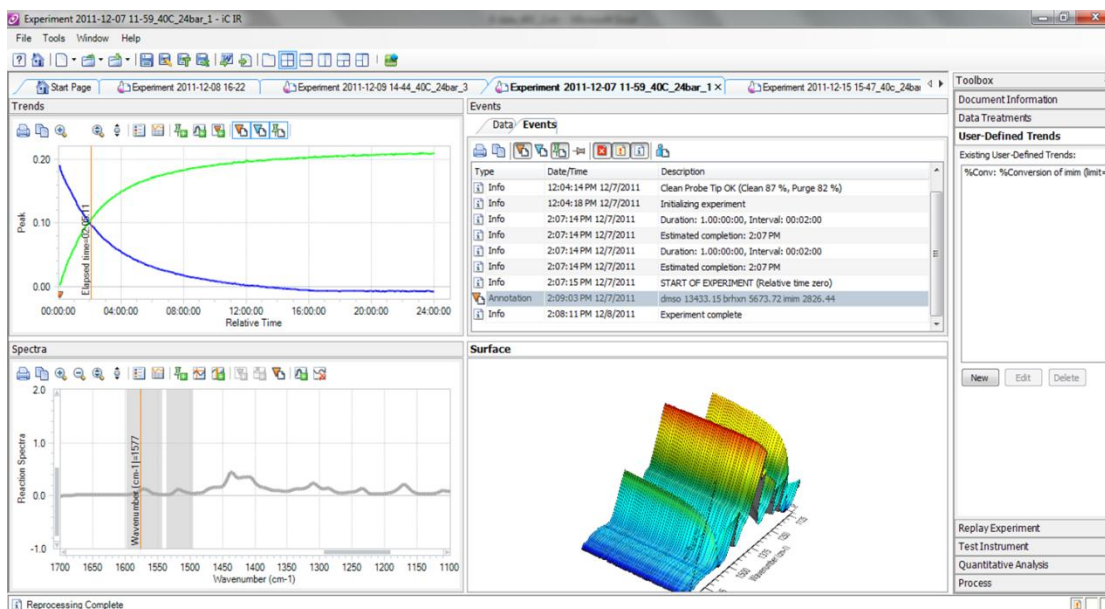 Experiment 2011-12-07 11-59_40C_24bar_1 - iC IR
File Tools Window Help
Start Page Experiment 2011-12-08 16-22 Experiment 2011-12-09 14-44_40C_24bar_3 Experiment 2011-12-07 11-59_40C_24bar_1 Experiment 2011-12-15 15-47_40c_24bar
Trends
0.20
0.10
0.00
Peak
Elapsed time=02:05:11
00:00:00 04:00:00 08:00:00 12:00:00 16:00:00 20:00:00 24:00:00
Relative Time
Events
Data Events
Type Date/Time Description
Info 12:04:14 PM 12/7/2011 Clean Probe Tip OK (Clean 87 %, Purge 82 %)
Info 12:04:18 PM 12/7/2011 Initializing experiment
Info 2:07:14 PM 12/7/2011 Duration: 1.00:00:00, Interval: 00:02:00
Info 2:07:14 PM 12/7/2011 Estimated completion: 2:07 PM
Info 2:07:14 PM 12/7/2011 Duration: 1.00:00:00, Interval: 00:02:00
Info 2:07:14 PM 12/7/2011 Estimated completion: 2:07 PM
Info 2:07:15 PM 12/7/2011 START OF EXPERIMENT (Relative time zero)
Annotation 2:09:03 PM 12/7/2011 dmso 13433.15 brhxn 5673.72 imim 2826.44
Info 2:08:11 PM 12/8/2011 Experiment complete
Spectra
2.0
1.0
0.0
-1.0
Reaction Spectra
Wavenumber (cm-1)=1577
1700 1650 1600 1550 1500 1450 1400 1350 1300 1250 1200 1150 1100
Wavenumber (cm-1)
Surface
1500 1375 1250 1125
Wavenumber (cm-1)
Toolbox
Document Information
Data Treatments
User-Defined Trends
Existing User-Defined Trends:
%Conv: %Conversion of imim (limit=
New Edit Delete
Replay Experiment
Test Instrument
Quantitative Analysis
Process
Reprocessing Complete